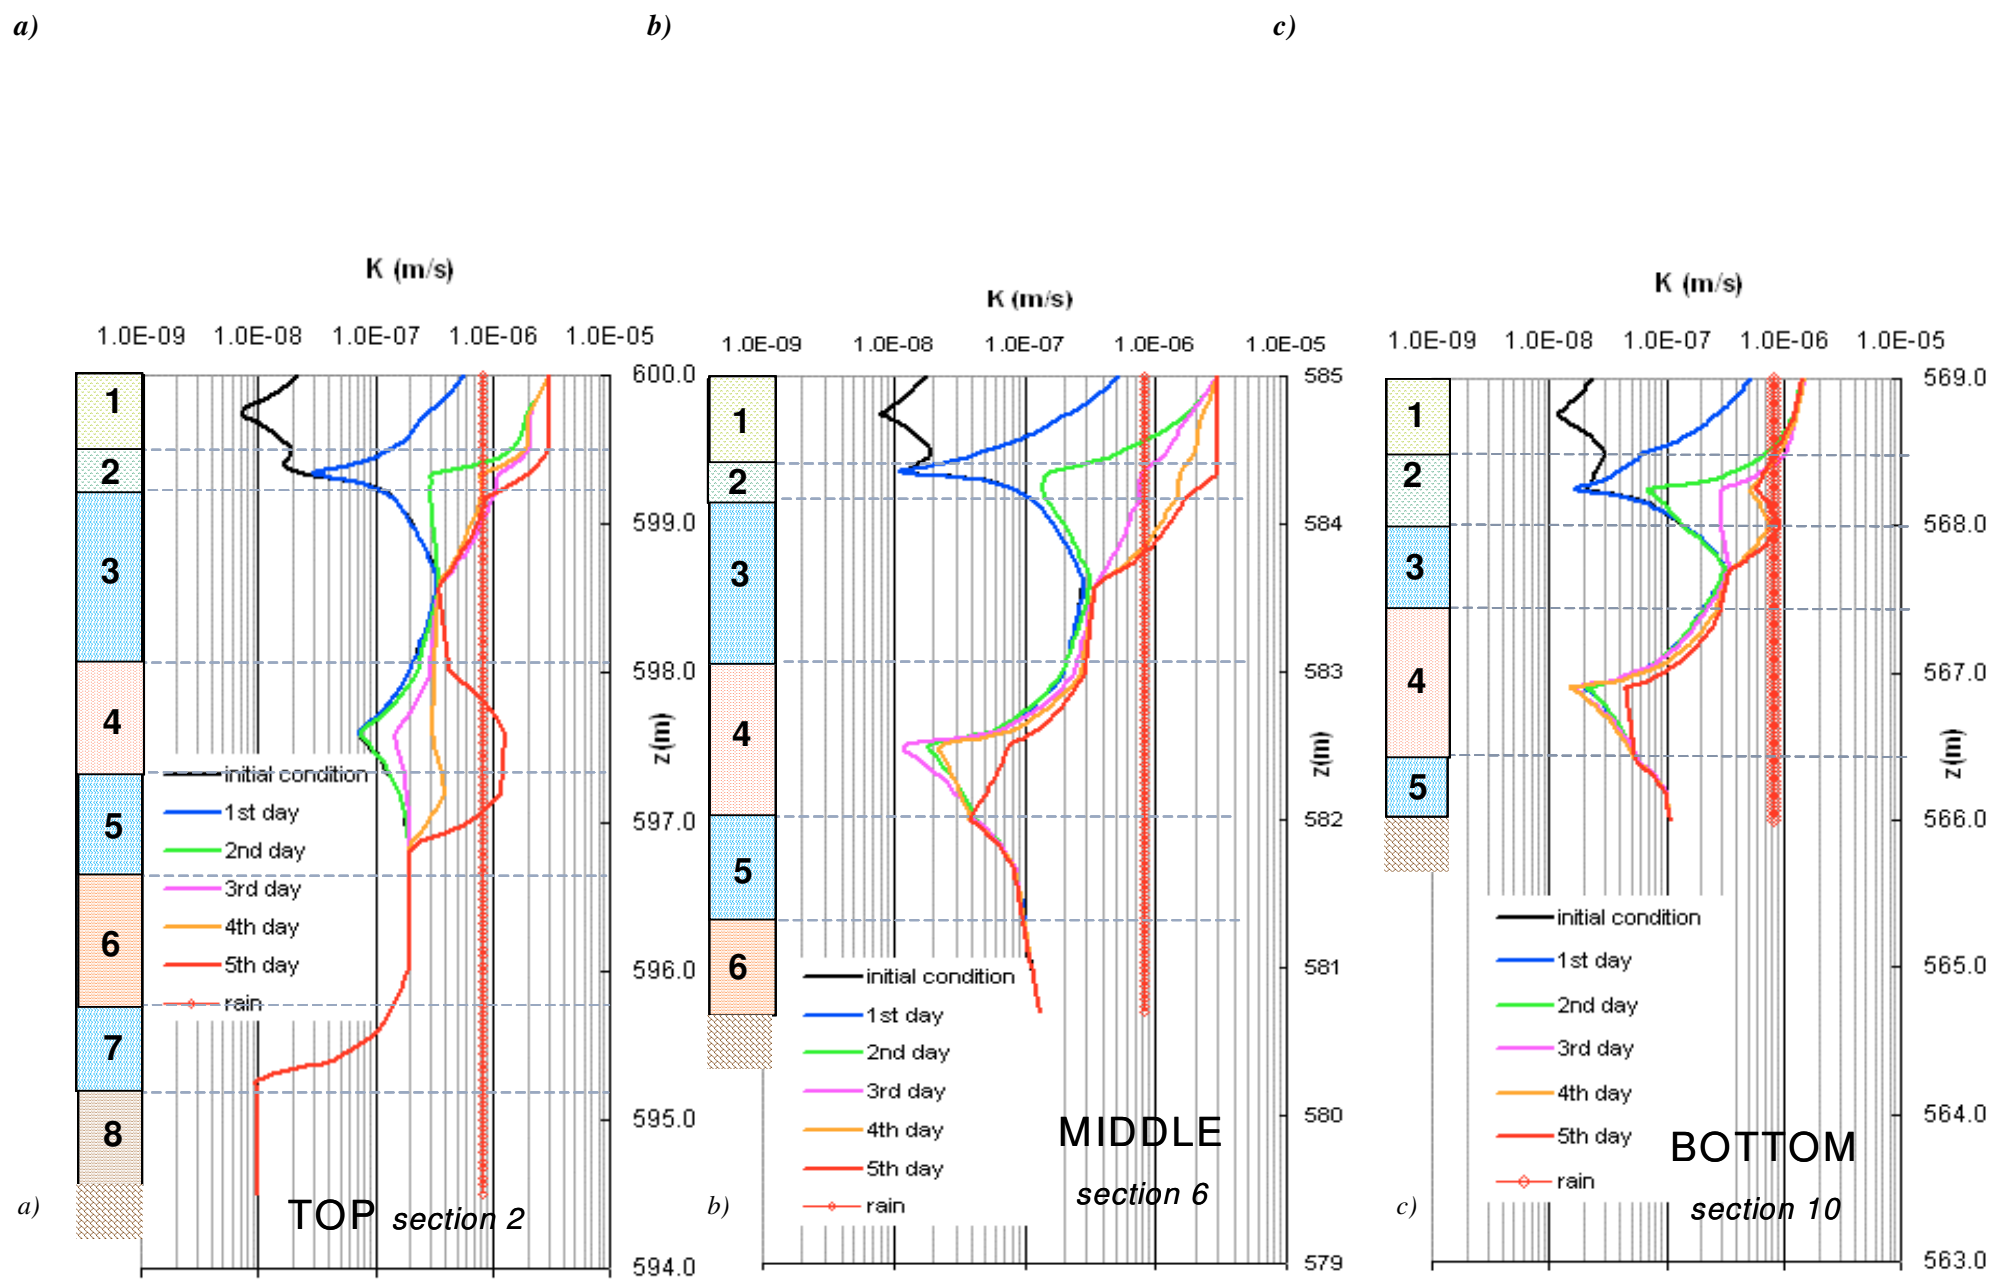 a)
b)
c)
K (m/s)
1.0E-09 1.0E-08 1.0E-07 1.0E-06 1.0E-05
1
2
3
4
5
6
7
8
600.0
599.0
598.0
597.0
596.0
595.0
594.0
z(m)
initial condition
1st day
2nd day
3rd day
4th day
5th day
rain
a)
TOP section 2
K (m/s)
1.0E-09 1.0E-08 1.0E-07 1.0E-06 1.0E-05
1
2
3
4
5
6
585
584
583
582
581
580
579
z(m)
initial condition
1st day
2nd day
3rd day
4th day
5th day
rain
MIDDLE
section 6
b)
K (m/s)
1.0E-09 1.0E-08 1.0E-07 1.0E-06 1.0E-05
1
2
3
4
5
569.0
568.0
567.0
566.0
565.0
564.0
563.0
z(m)
initial condition
1st day
2nd day
3rd day
4th day
5th day
rain
BOTTOM
section 10
c)